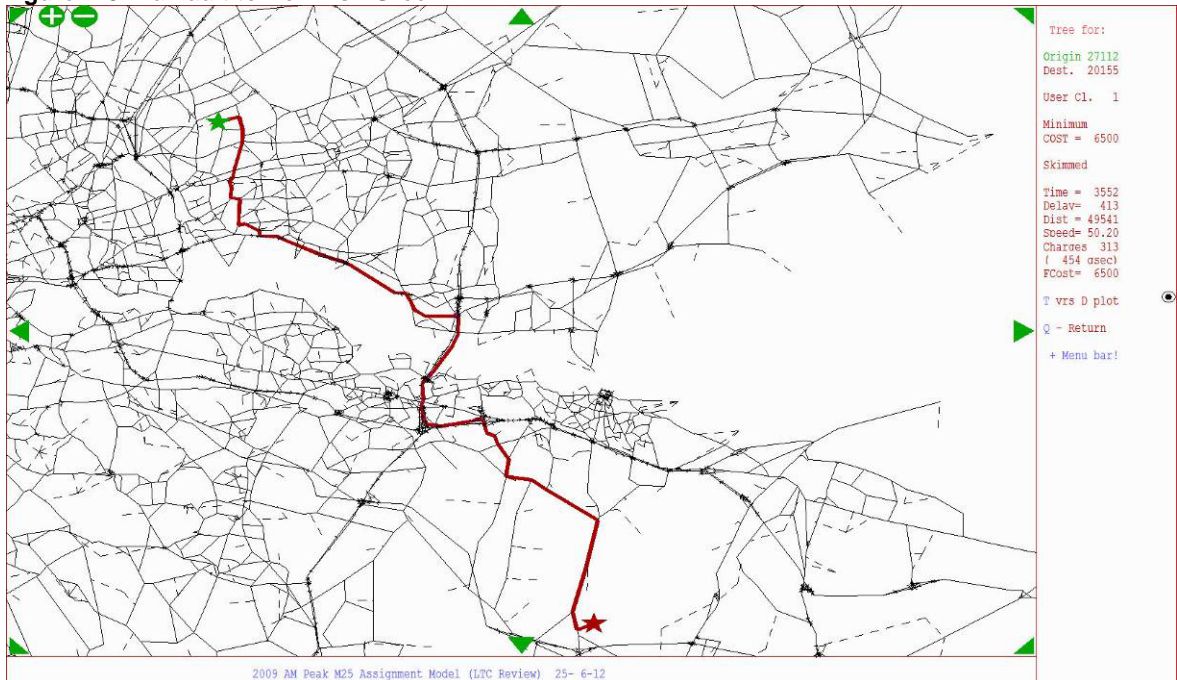 Tree for:
Origin 27112
Dest. 20155
User Cl. 1
Minimum
COST = 6500
Skimmed
Time = 3552
Delay= 413
Dist = 49541
Speed= 50.20
Charges 313
( 454 gsec)
FCost= 6500
T vrs D plot
Q - Return
+ Menu bar!
2009 AM Peak M25 Assignment Model (LTC Review) 25- 6-12